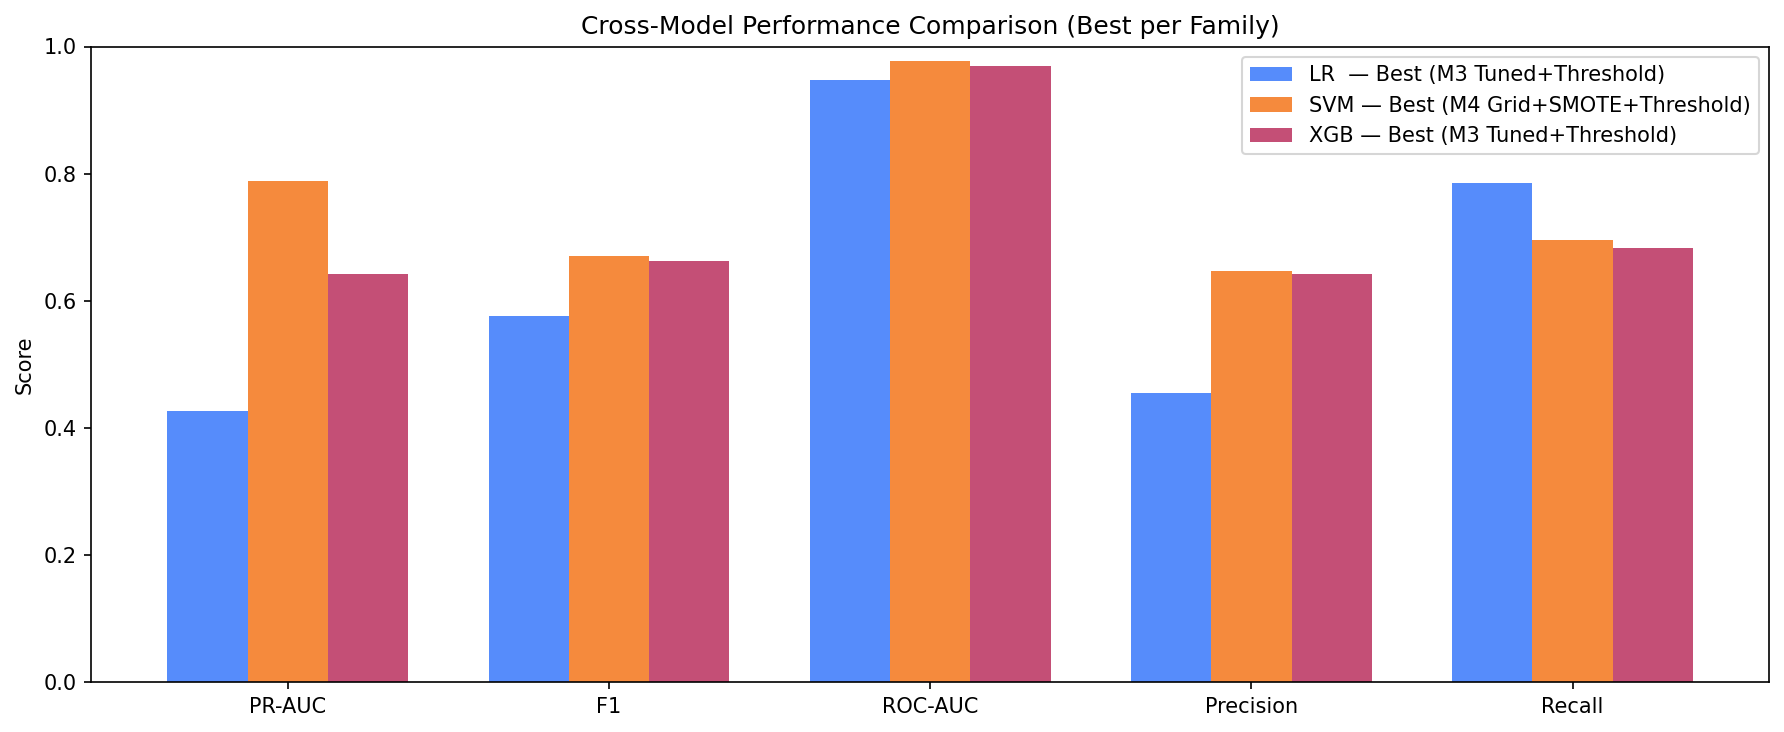 Cross-Model Performance Comparison (Best per Family)
LR — Best (M3 Tuned+Threshold)
SVM — Best (M4 Grid+SMOTE+Threshold)
XGB — Best (M3 Tuned+Threshold)
Score
1.0
0.8
0.6
0.4
0.2
0.0
PR-AUC
F1
ROC-AUC
Precision
Recall